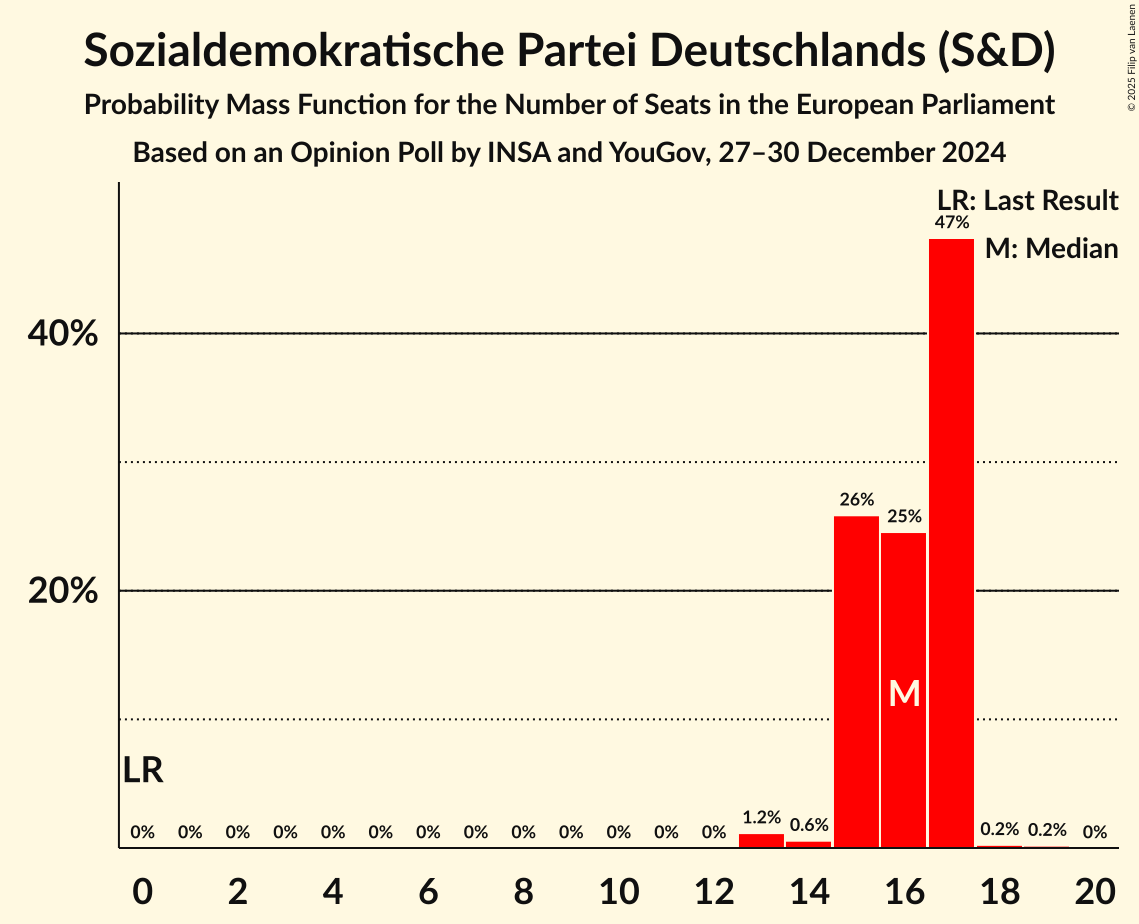 Sozialdemokratische Partei Deutschlands (S&D)
Probability Mass Function for the Number of Seats in the European Parliament
Based on an Opinion Poll by INSA and YouGov, 27–30 December 2024
© 2025 Filip van Laenen
LR: Last Result
M: Median
47%
40%
26%
25%
20%
M
LR
0% 0% 0% 0% 0% 0% 0% 0% 0% 0% 0% 0% 0% 1.2% 0.6% 0.2% 0.2% 0%
0 2 4 6 8 10 12 14 16 18 20